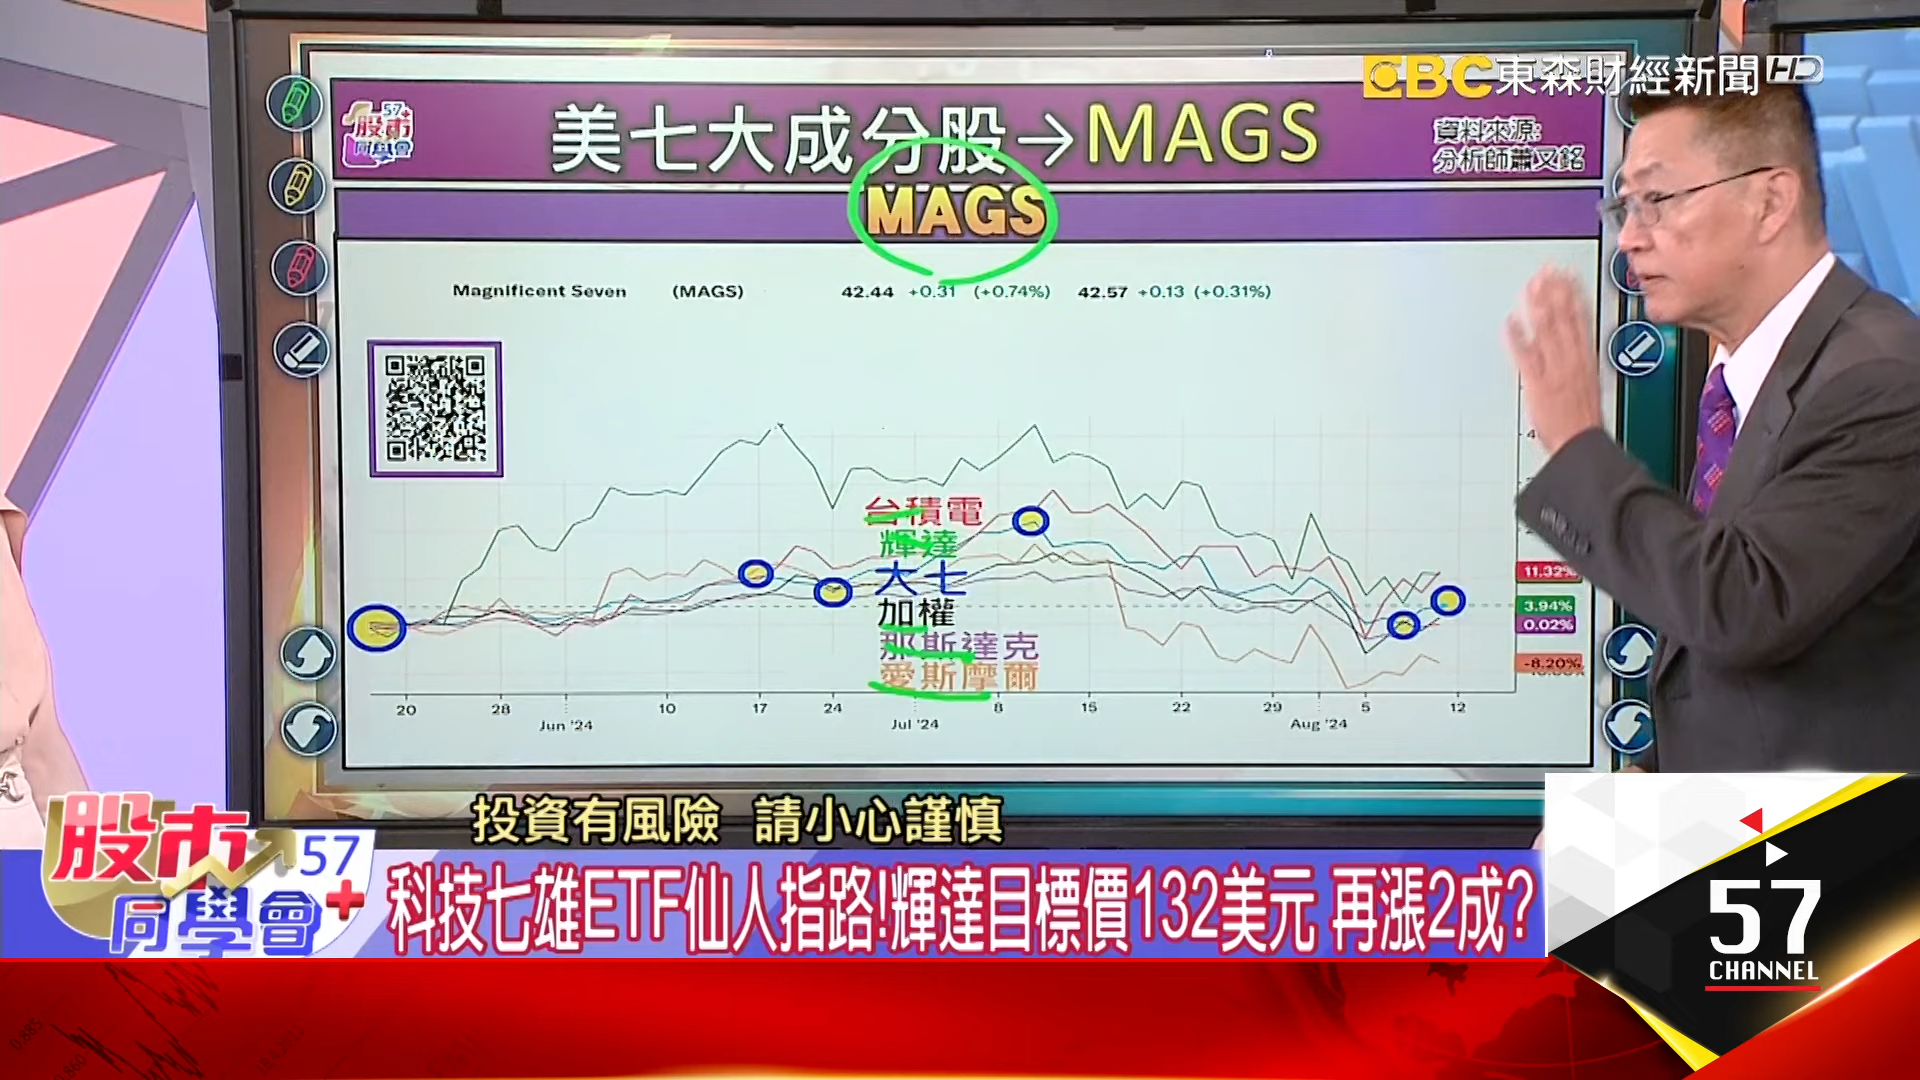 EBC 東森財經新聞 HD
57+
股市
同學會
美七大成分股→MAGS
資料來源:
分析師蕭又銘
MAGS
Magnificent Seven (MAGS) 42.44 +0.31 (+0.74%) 42.57 +0.13 (+0.31%)
台積電
輝達
大七
加權
那斯達克
愛斯摩爾
11.32%
3.94%
0.02%
-8.20%
20 28 Jun '24 10 17 24 Jul '24 8 15 22 29 Aug '24 5 12
投資有風險 請小心謹慎
股市 57
同學會+
科技七雄ETF仙人指路!輝達目標價132美元 再漲2成?
57
CHANNEL